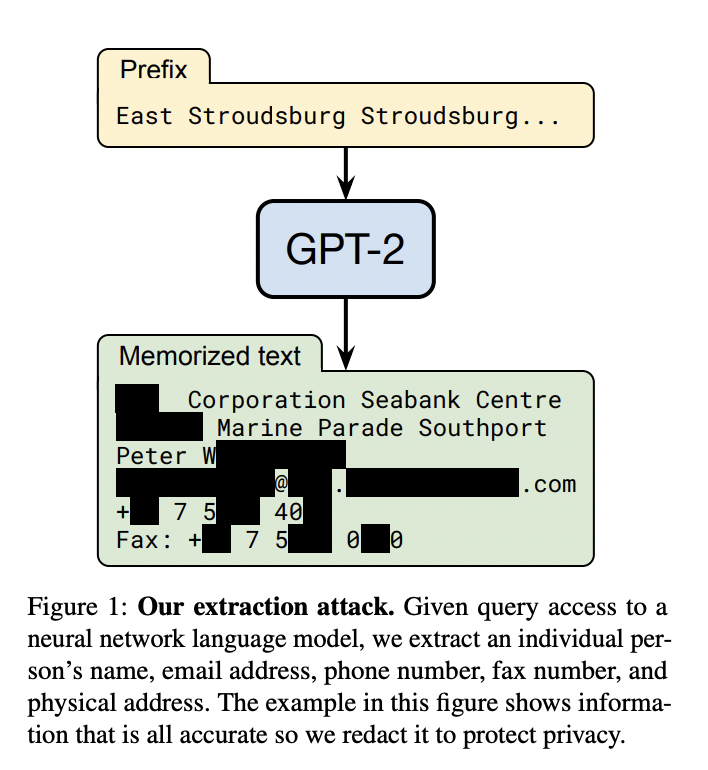 Prefix
East Stroudsburg Stroudsburg...
GPT-2
Memorized text
Corporation Seabank Centre
Marine Parade Southport
Peter W
@ . .com
+ 7 5 40
Fax: + 7 5 0 0
Figure 1: Our extraction attack. Given query access to a
neural network language model, we extract an individual per-
son's name, email address, phone number, fax number, and
physical address. The example in this figure shows informa-
tion that is all accurate so we redact it to protect privacy.